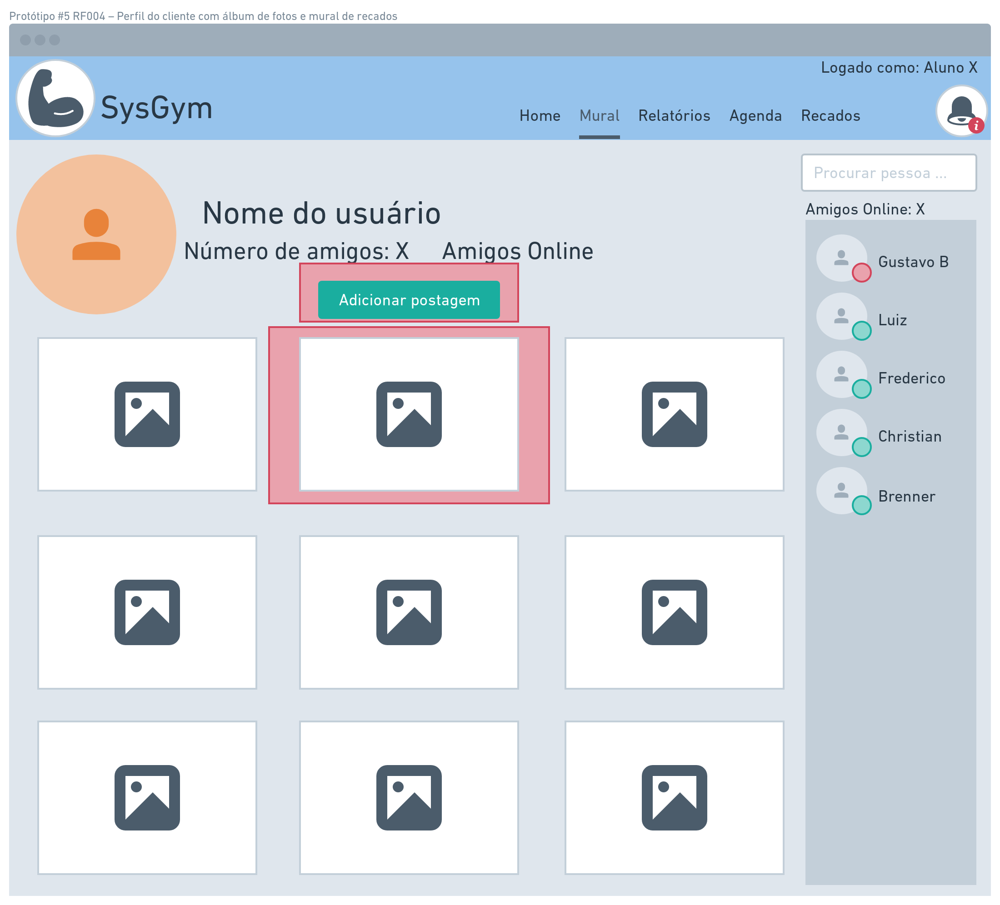 Protótipo #5 RF004 – Perfil do cliente com álbum de fotos e mural de recados
Logado como: Aluno X
SysGym
Home Mural Relatórios Agenda Recados
i
Procurar pessoa ...
Nome do usuário
Número de amigos: X Amigos Online
Adicionar postagem
Amigos Online: X
Gustavo B
Luiz
Frederico
Christian
Brenner